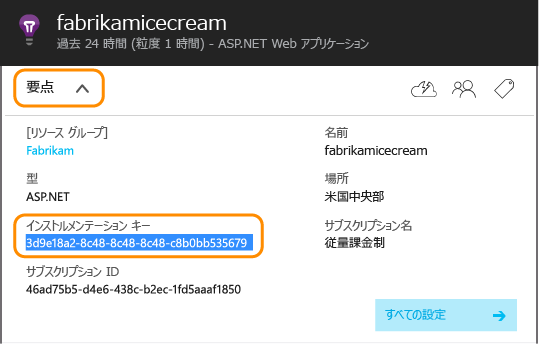 fabrikamicecream
過去 24 時間 (粒度 1 時間) - ASP.NET Web アプリケーション
要点
[リソース グループ]
Fabrikam
名前
fabrikamicecream
型
ASP.NET
場所
米国中央部
インストルメンテーション キー
3d9e18a2-8c48-8c48-8c48-c8b0bb535679
サブスクリプション名
従量課金制
サブスクリプション ID
46ad75b5-d4e6-438c-b2ec-1fd5aaaf1850
すべての設定